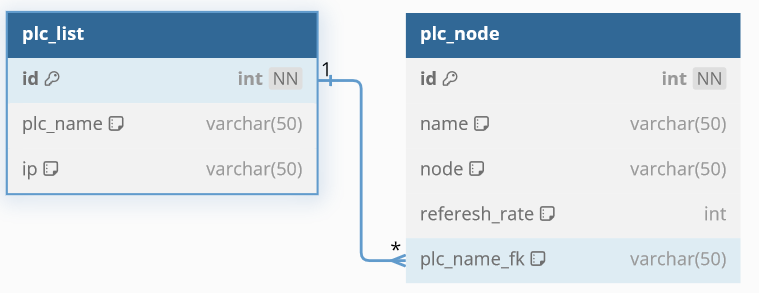 plc_list
id int NN
plc_name varchar(50)
ip varchar(50)
1
*
plc_node
id int NN
name varchar(50)
node varchar(50)
referesh_rate int
plc_name_fk varchar(50)